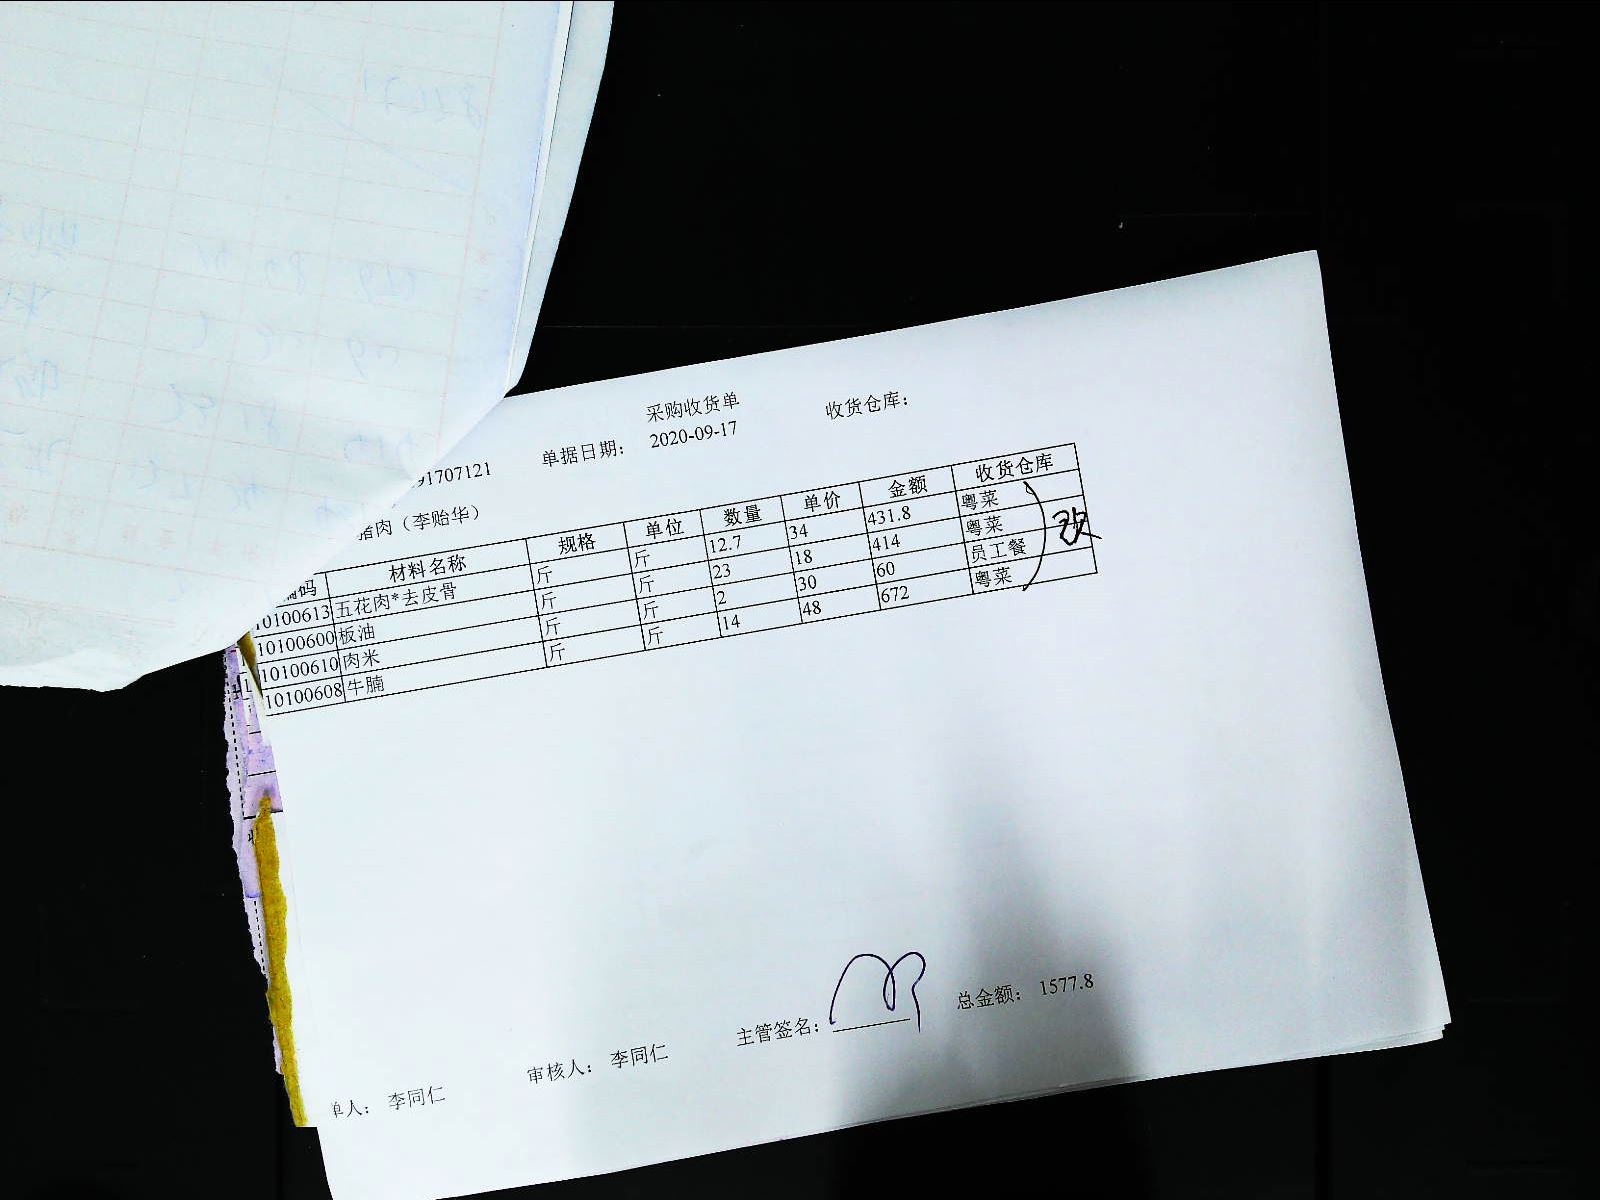 采购收货单
91707121 单据日期： 2020-09-17 收货仓库：
猪肉（李贻华）
编码 材料名称 规格 单位 数量 单价 金额 收货仓库
10100613 五花肉*去皮骨 斤 斤 12.7 34 431.8 粤菜
10100600 板油 斤 斤 23 18 414 粤菜
10100610 肉米 斤 斤 2 30 60 员工餐
10100608 牛腩 斤 斤 14 48 672 粤菜
改
单人： 李同仁 审核人： 李同仁 主管签名： 总金额： 1577.8